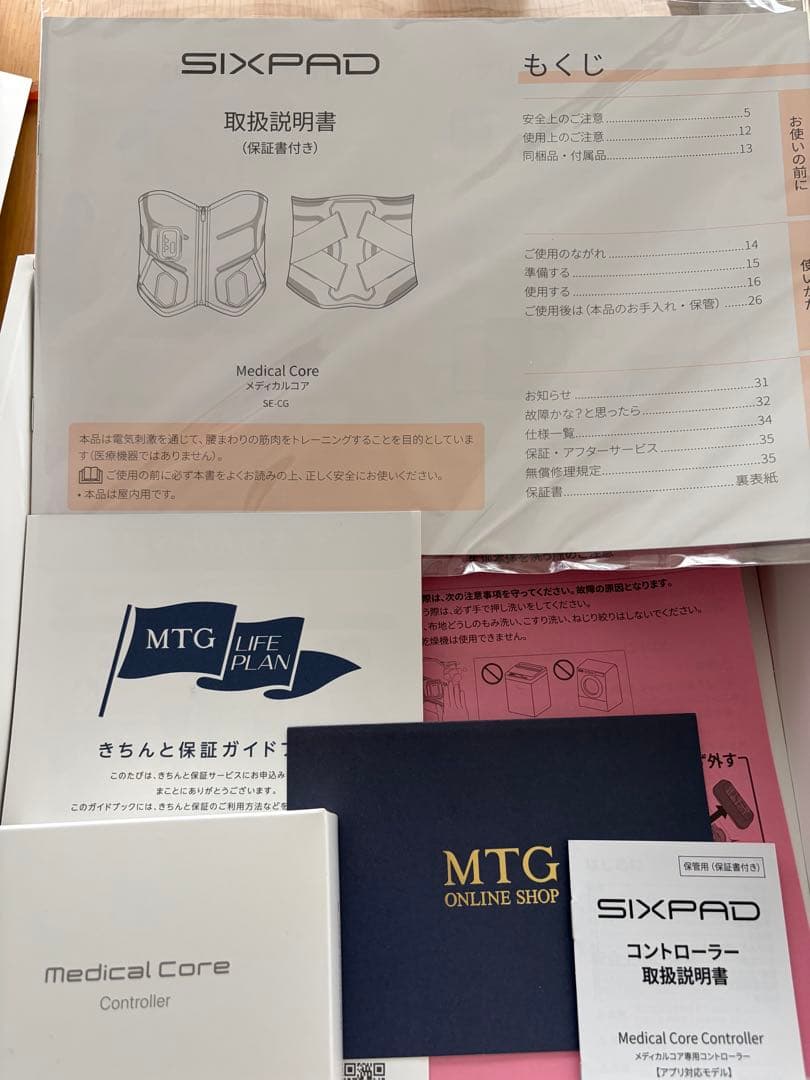 SIXPAD
取扱説明書
（保証書付き）
Medical Core
メディカルコア
SE-CG
本品は電気刺激を通じて、腰まわりの筋肉をトレーニングすることを目的としていま
す（医療機器ではありません）。
ご使用の前に必ず本書をよくお読みの上、正しく安全にお使いください。
・本品は屋内用です。
もくじ
安全上のご注意 5
使用上のご注意 12
同梱品・付属品 13
お使いの前に
ご使用のながれ 14
準備する 15
使用する 16
ご使用後は（本品のお手入れ・保管） 26
使いかた
お知らせ 31
故障かな？と思ったら 32
仕様一覧 34
保証・アフターサービス 35
無償修理規定 35
保証書 裏表紙
際は、次の注意事項を守ってください。故障の原因となります。
う際は、必ず手で押し洗いをしてください。
、布地どうしのもみ洗い、こすり洗い、ねじり絞りはしないでください。
乾燥機は使用できません。
ず外す
MTG
LIFE
PLAN
きちんと保証ガイドブ
このたびは、きちんと保証サービスにお申込み
まことにありがとうございます。
このガイドブックには、きちんと保証のご利用方法などを
MTG
ONLINE SHOP
Medical Core
Controller
保管用（保証書付き）
SIXPAD
コントローラー
取扱説明書
Medical Core Controller
メディカルコア専用コントローラー
【アプリ対応モデル】